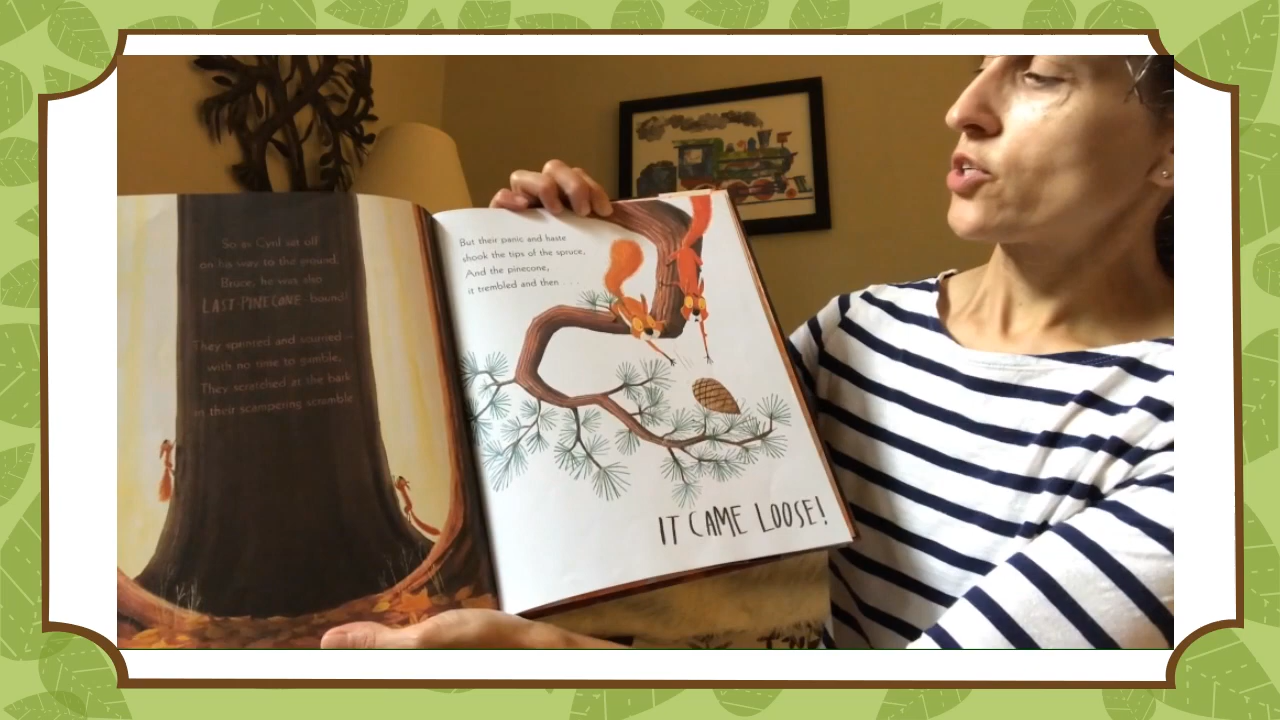 So as Cyril set off
on his way to the ground,
Bruce, he was also
LAST-PINECONE-bound!
They sprinted and scurried—
with no time to gamble,
They scratched at the bark
in their scampering scramble
But their panic and haste
shook the tips of the spruce,
And the pinecone,
it trembled and then . . .
IT CAME LOOSE!